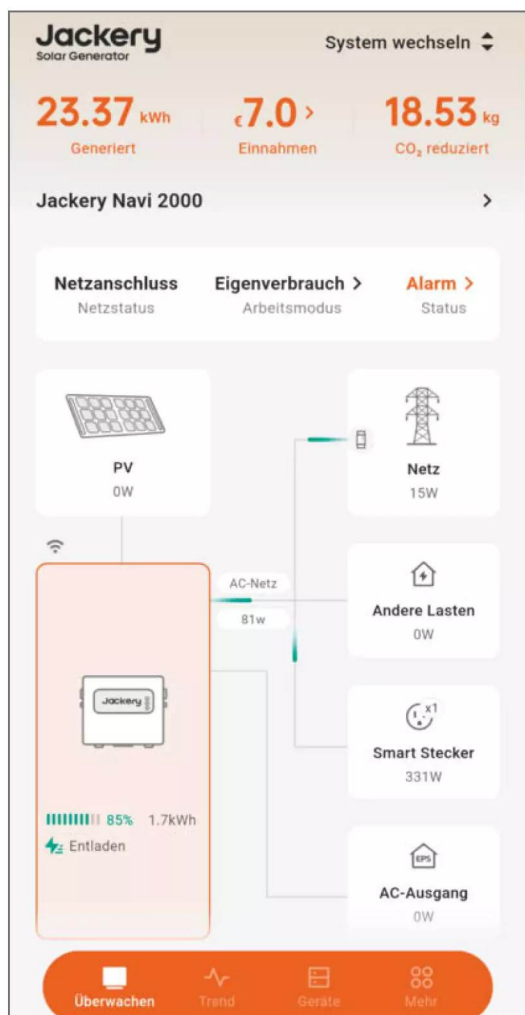 Jackery
Solar Generator
System wechseln
23.37 kWh
€7.0 >
18.53 kg
Generiert
Einnahmen
CO₂ reduziert
Jackery Navi 2000 >
Netzanschluss
Eigenverbrauch >
Alarm >
Netzstatus
Arbeitsmodus
Status
PV
0W
Netz
15W
AC-Netz
81w
Andere Lasten
0W
Jackery
x1
Smart Stecker
331W
85% 1.7kWh
Entladen
EPS
AC-Ausgang
0W
Überwachen
Trend
Geräte
Mehr